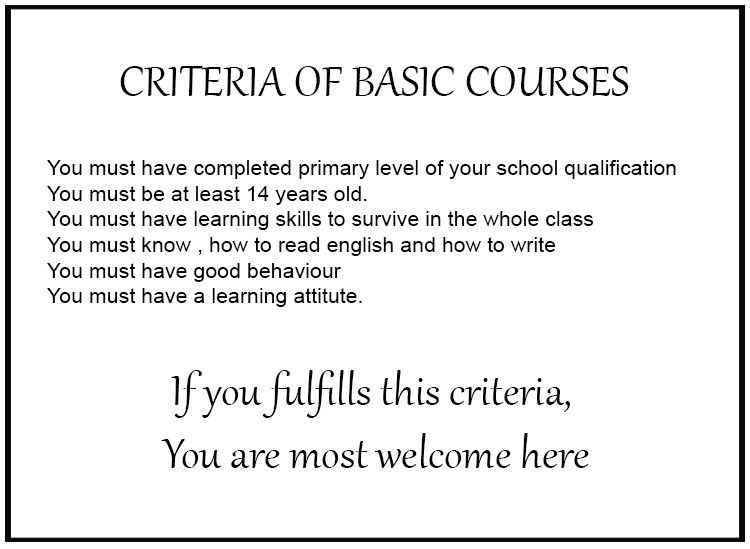 CRITERIA OF BASIC COURSES
You must have completed primary level of your school qualification
You must be at least 14 years old.
You must have learning skills to survive in the whole class
You must know , how to read english and how to write
You must have good behaviour
You must have a learning attitute.
If you fulfills this criteria,
You are most welcome here